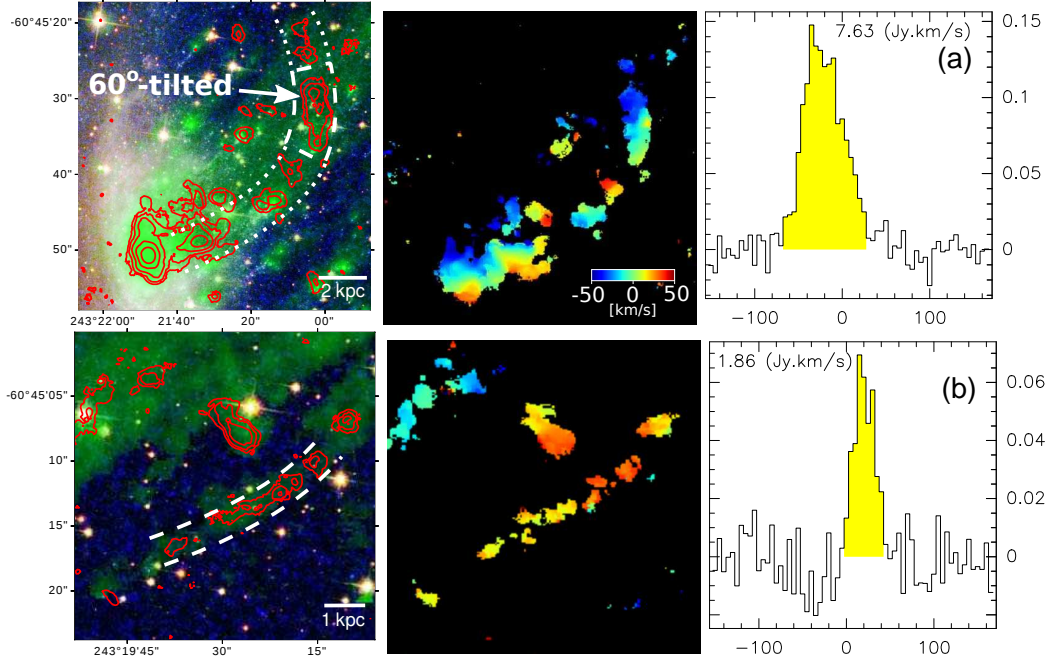 -60°45'20"
30"
40"
50"
60°-tilted
2 kpc
243°22'00" 21'40" 20" 00"
-50 0 50
[km/s]
7.63 (Jy.km/s)
(a)
0.15
0.1
0.05
0
-100 0 100
-60°45'05"
10"
15"
20"
1 kpc
243°19'45" 30" 15"
1.86 (Jy.km/s)
(b)
0.06
0.04
0.02
0
-100 0 100